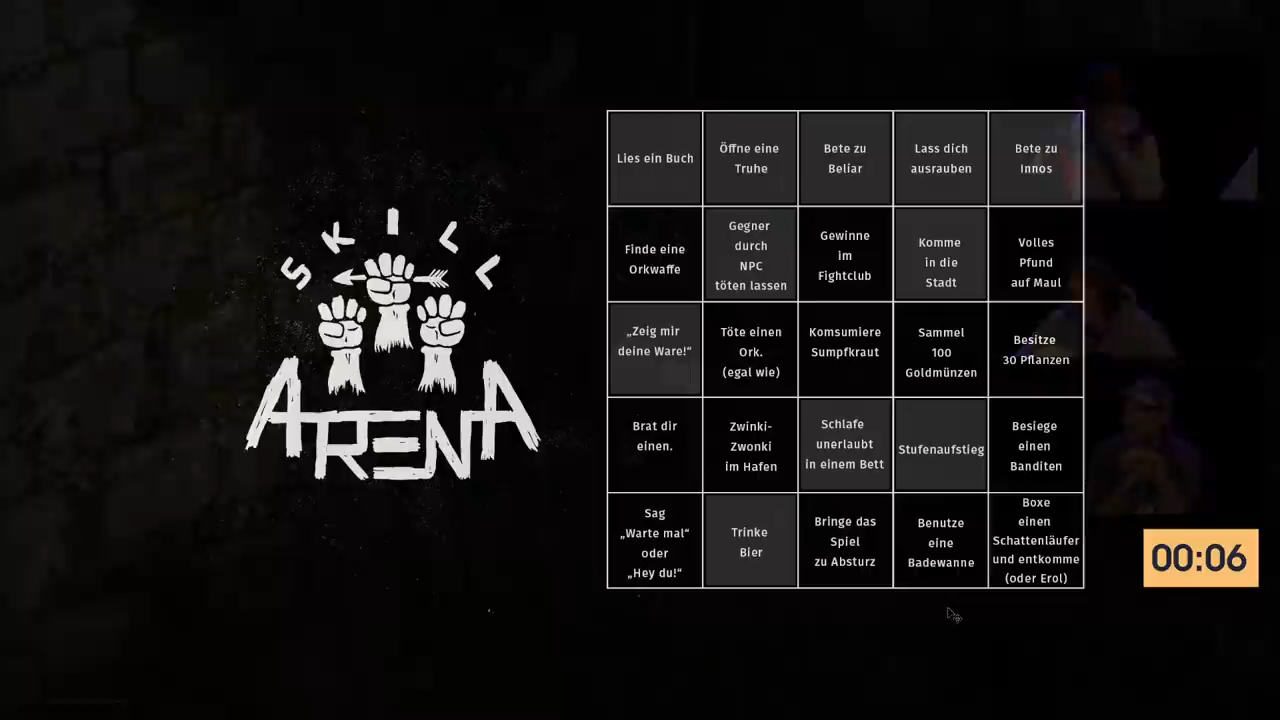 SKILL
ARENA
Lies ein Buch
Öffne eine
Truhe
Bete zu
Beliar
Lass dich
ausrauben
Bete zu
Innos
Finde eine
Orkwaffe
Gegner
durch
NPC
töten lassen
Gewinne
im
Fightclub
Komme
in die
Stadt
Volles
Pfund
auf Maul
„Zeig mir
deine Ware!“
Töte einen
Ork.
(egal wie)
Komsumiere
Sumpfkraut
Sammel
100
Goldmünzen
Besitze
30 Pflanzen
Brat dir
einen.
Zwinki-
Zwonki
im Hafen
Schlafe
unerlaubt
in einem Bett
Stufenaufstieg
Besiege
einen
Banditen
Sag
„Warte mal“
oder
„Hey du!“
Trinke
Bier
Bringe das
Spiel
zu Absturz
Benutze
eine
Badewanne
Boxe
einen
Schattenläufer
und entkomme
(oder Erol)
00:06